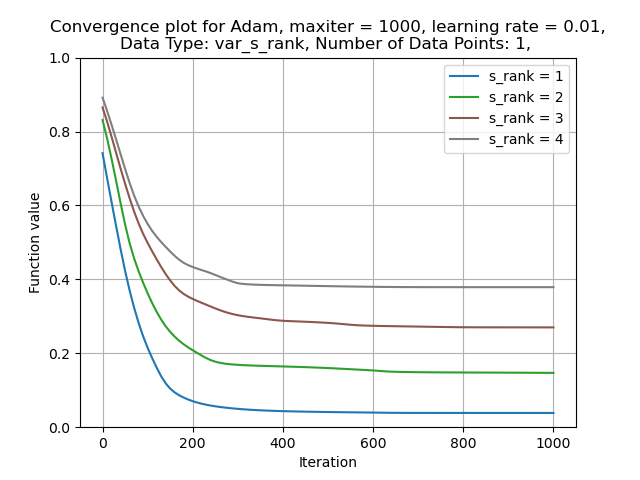 Convergence plot for Adam, maxiter = 1000, learning rate = 0.01,
Data Type: var_s_rank, Number of Data Points: 1,
s_rank = 1
s_rank = 2
s_rank = 3
s_rank = 4
Function value
1.0
0.8
0.6
0.4
0.2
0.0
0 200 400 600 800 1000
Iteration